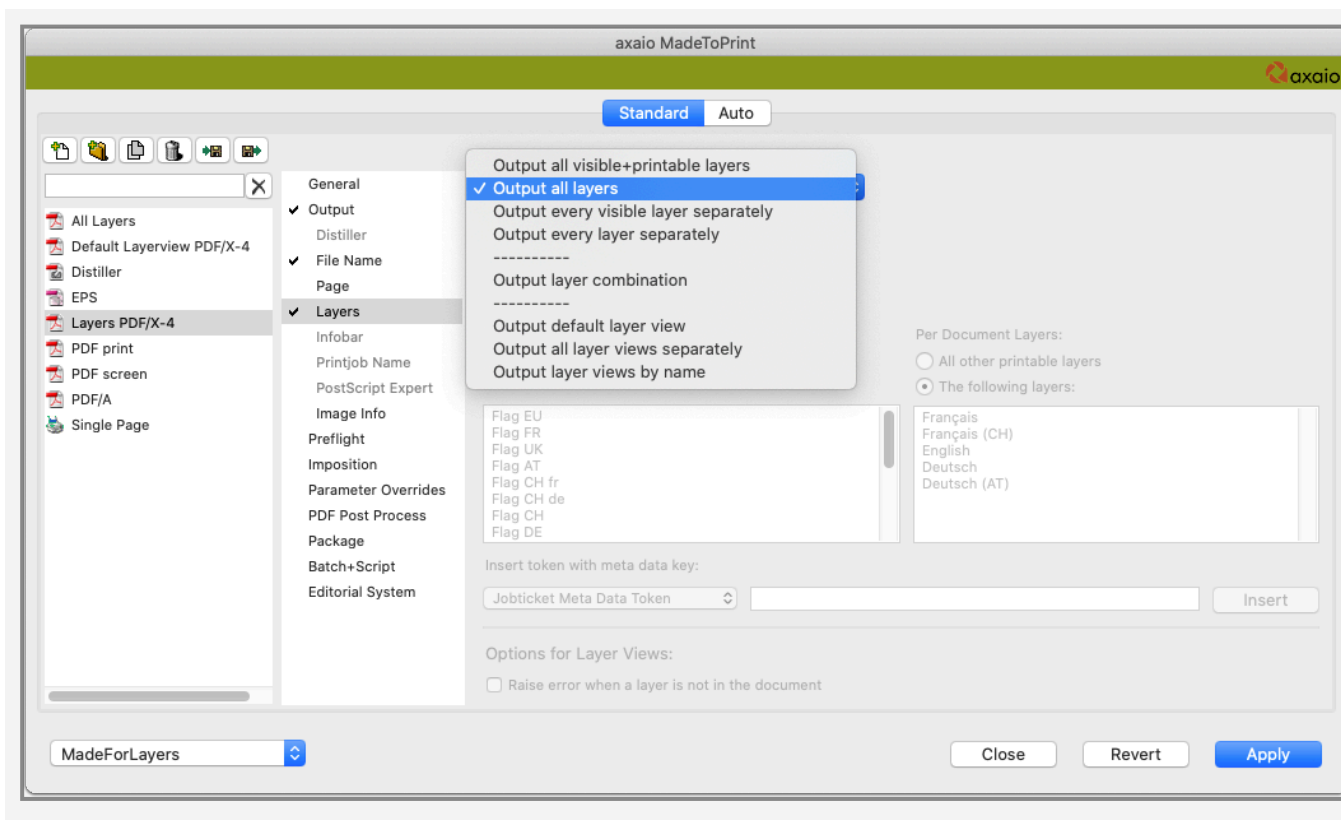 axaio MadeToPrint
axaio
Standard Auto
All Layers
Default Layerview PDF/X-4
Distiller
EPS
Layers PDF/X-4
PDF print
PDF screen
PDF/A
Single Page
General
Output
Distiller
File Name
Page
Layers
Infobar
Printjob Name
PostScript Expert
Image Info
Preflight
Imposition
Parameter Overrides
PDF Post Process
Package
Batch+Script
Editorial System
Output all visible+printable layers
✓ Output all layers
Output every visible layer separately
Output every layer separately
----------
Output layer combination
----------
Output default layer view
Output all layer views separately
Output layer views by name
Flag EU
Flag FR
Flag UK
Flag AT
Flag CH fr
Flag CH de
Flag CH
Flag DE
Per Document Layers:
All other printable layers
The following layers:
Français
Français (CH)
English
Deutsch
Deutsch (AT)
Insert token with meta data key:
Jobticket Meta Data Token
Insert
Options for Layer Views:
Raise error when a layer is not in the document
MadeForLayers
Close Revert Apply